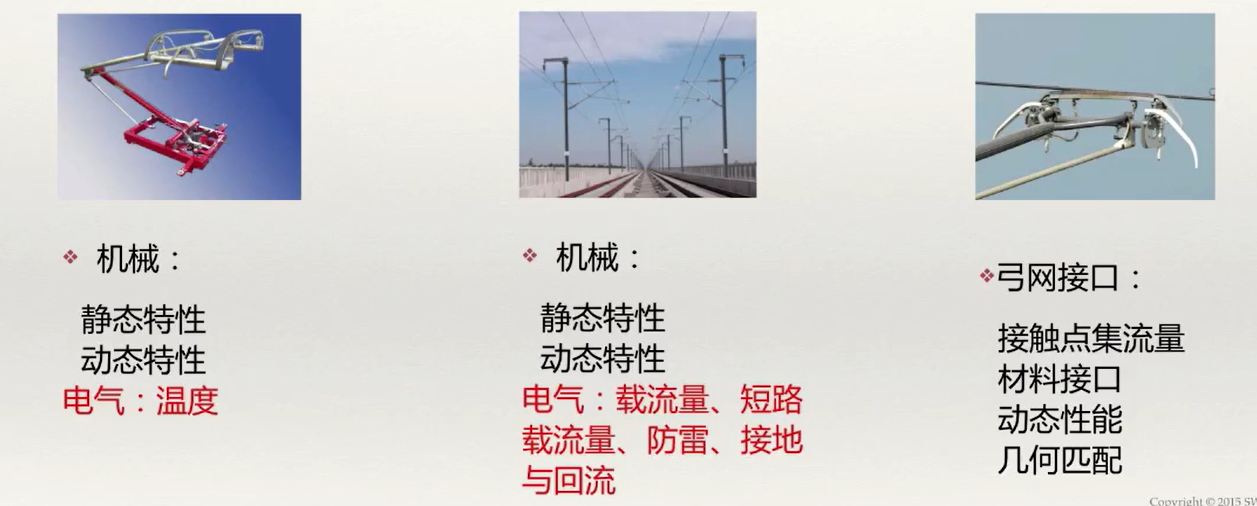 机械：
静态特性
动态特性
电气：温度
机械：
静态特性
动态特性
电气：载流量、短路
载流量、防雷、接地
与回流
弓网接口：
接触点集流量
材料接口
动态性能
几何匹配
Copyright © 2015 SW